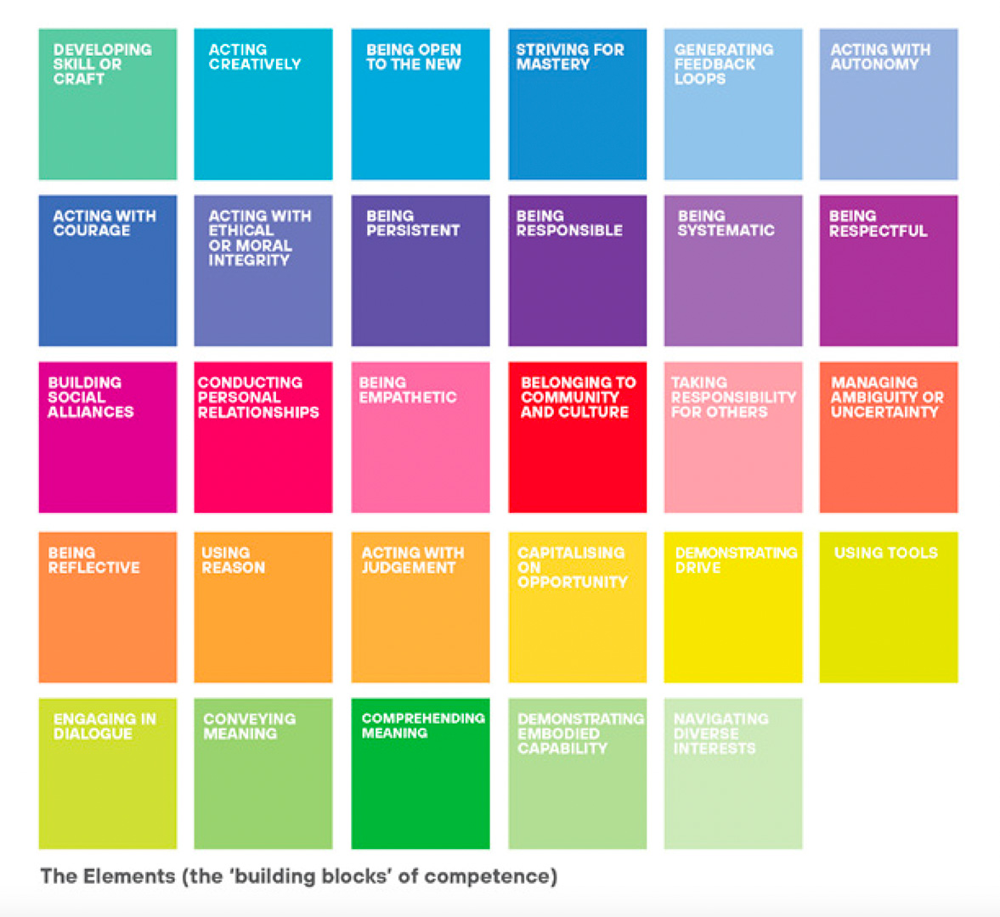 DEVELOPING
SKILL OR
CRAFT
ACTING
CREATIVELY
BEING OPEN
TO THE NEW
STRIVING FOR
MASTERY
GENERATING
FEEDBACK
LOOPS
ACTING WITH
AUTONOMY
ACTING WITH
COURAGE
ACTING WITH
ETHICAL
OR MORAL
INTEGRITY
BEING
PERSISTENT
BEING
RESPONSIBLE
BEING
SYSTEMATIC
BEING
RESPECTFUL
BUILDING
SOCIAL
ALLIANCES
CONDUCTING
PERSONAL
RELATIONSHIPS
BEING
EMPATHETIC
BELONGING TO
COMMUNITY
AND CULTURE
TAKING
RESPONSIBILITY
FOR OTHERS
MANAGING
AMBIGUITY OR
UNCERTAINTY
BEING
REFLECTIVE
USING
REASON
ACTING WITH
JUDGEMENT
CAPITALISING
ON
OPPORTUNITY
DEMONSTRATING
DRIVE
USING TOOLS
ENGAGING IN
DIALOGUE
CONVEYING
MEANING
COMPREHENDING
MEANING
DEMONSTRATING
EMBODIED
CAPABILITY
NAVIGATING
DIVERSE
INTERESTS
The Elements (the ‘building blocks’ of competence)